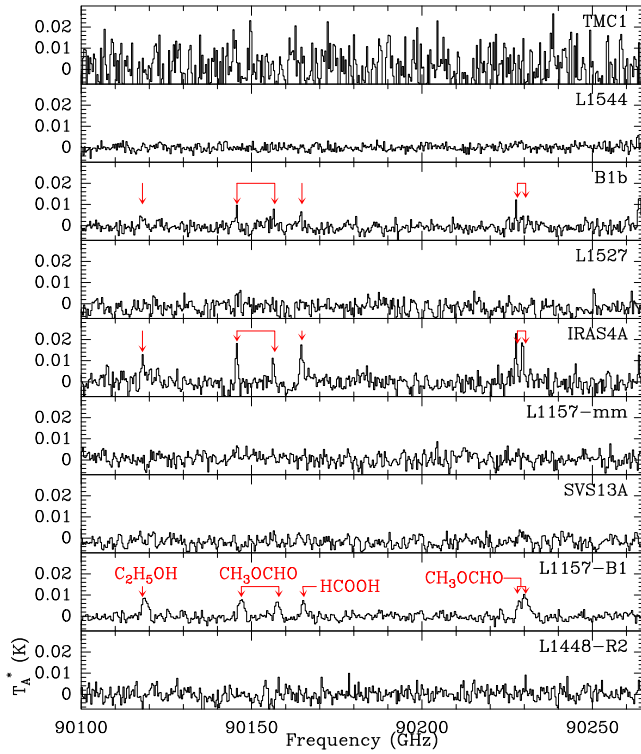 0.02
0.01
0
TMC1
0.02
0.01
0
L1544
0.02
0.01
0
B1b
0.02
0.01
0
L1527
0.02
0.01
0
IRAS4A
0.02
0.01
0
L1157-mm
0.02
0.01
0
SVS13A
0.02
0.01
0
L1157-B1
C₂H₅OH
CH₃OCHO
HCOOH
CH₃OCHO
0.02
0.01
0
L1448-R2
T_A* (K)
90100 90150 90200 90250
Frequency (GHz)